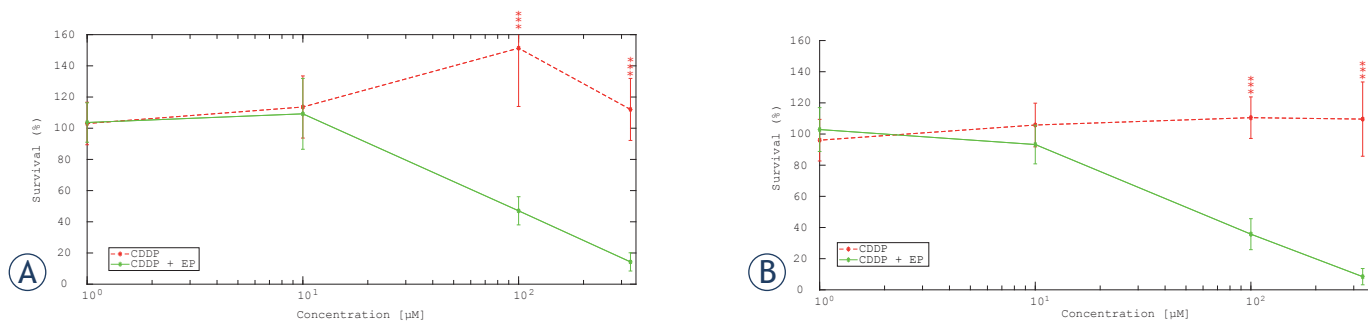 ***
***
160
140
120
100
80
60
40
20
0
Survival (%)
CDDP
CDDP + EP
10⁰
10¹
10²
Concentration [µM]
A
***
***
160
140
120
100
80
60
40
20
0
Survival (%)
CDDP
CDDP + EP
10⁰
10¹
10²
Concentration [µM]
B